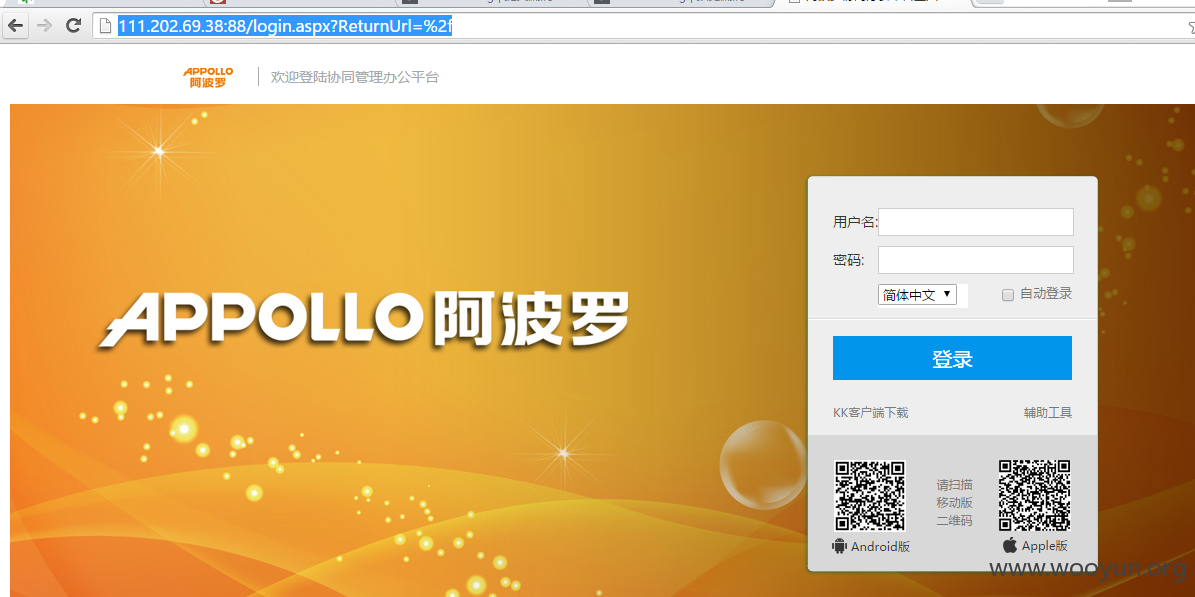 111.202.69.38:88/login.aspx?ReturnUrl=%2f
APPOLLO
阿波罗
欢迎登陆协同管理办公平台
APPOLLO阿波罗
用户名:
密码:
简体中文
自动登录
登录
KK客户端下载
辅助工具
请扫描
移动版
二维码
Android版
Apple版
www.wooyun.org